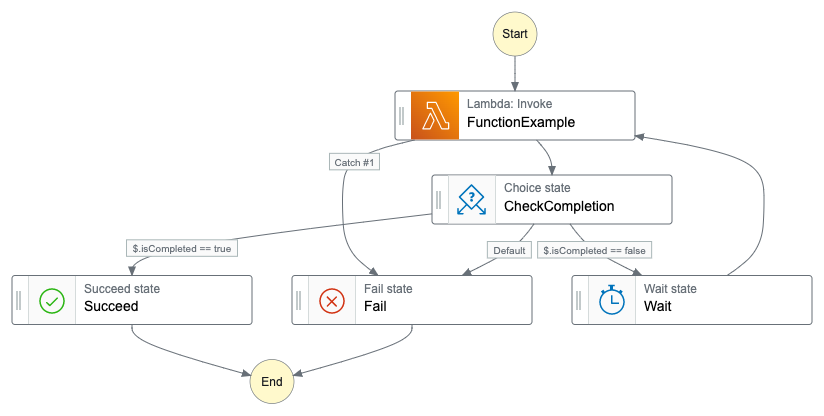 Start
Lambda: Invoke
FunctionExample
Catch #1
Choice state
CheckCompletion
$.isCompleted == true
Default
$.isCompleted == false
Succeed state
Succeed
Fail state
Fail
Wait state
Wait
End